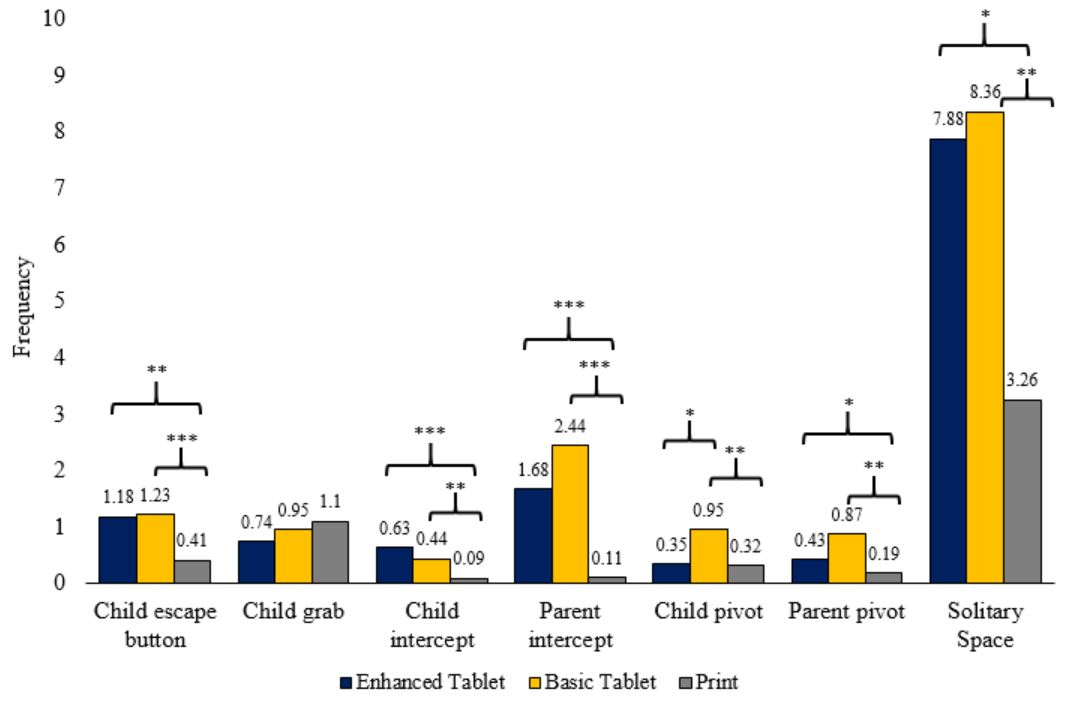 10
9
8
7
6
5
4
3
2
1
0
Frequency
**
***
1.18 1.23
0.41
0.74 0.95 1.1
***
**
0.63 0.44 0.09
***
***
1.68 2.44 0.11
*
**
0.35 0.95 0.32
*
**
0.43 0.87 0.19
*
**
7.88 8.36 3.26
Child escape
button
Child grab
Child
intercept
Parent
intercept
Child pivot
Parent pivot
Solitary
Space
Enhanced Tablet Basic Tablet Print